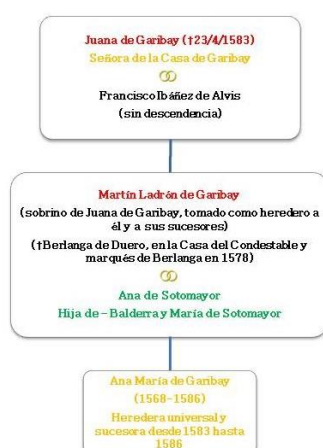 Juana de Garibay (†23/4/1583)
Señora de la Casa de Garibay
Francisco Ibáñez de Alvis
(sin descendencia)
Martín Ladrón de Garibay
(sobrino de Juana de Garibay, tomado como heredero a
él y a sus sucesores)
(†Berlanga de Duero, en la Casa del Condestable y
marqués de Berlanga en 1578)
Ana de Sotomayor
Hija de – Balderra y María de Sotomayor
Ana María de Garibay
(1568-1586)
Heredera universal y
sucesora desde 1583 hasta
1586